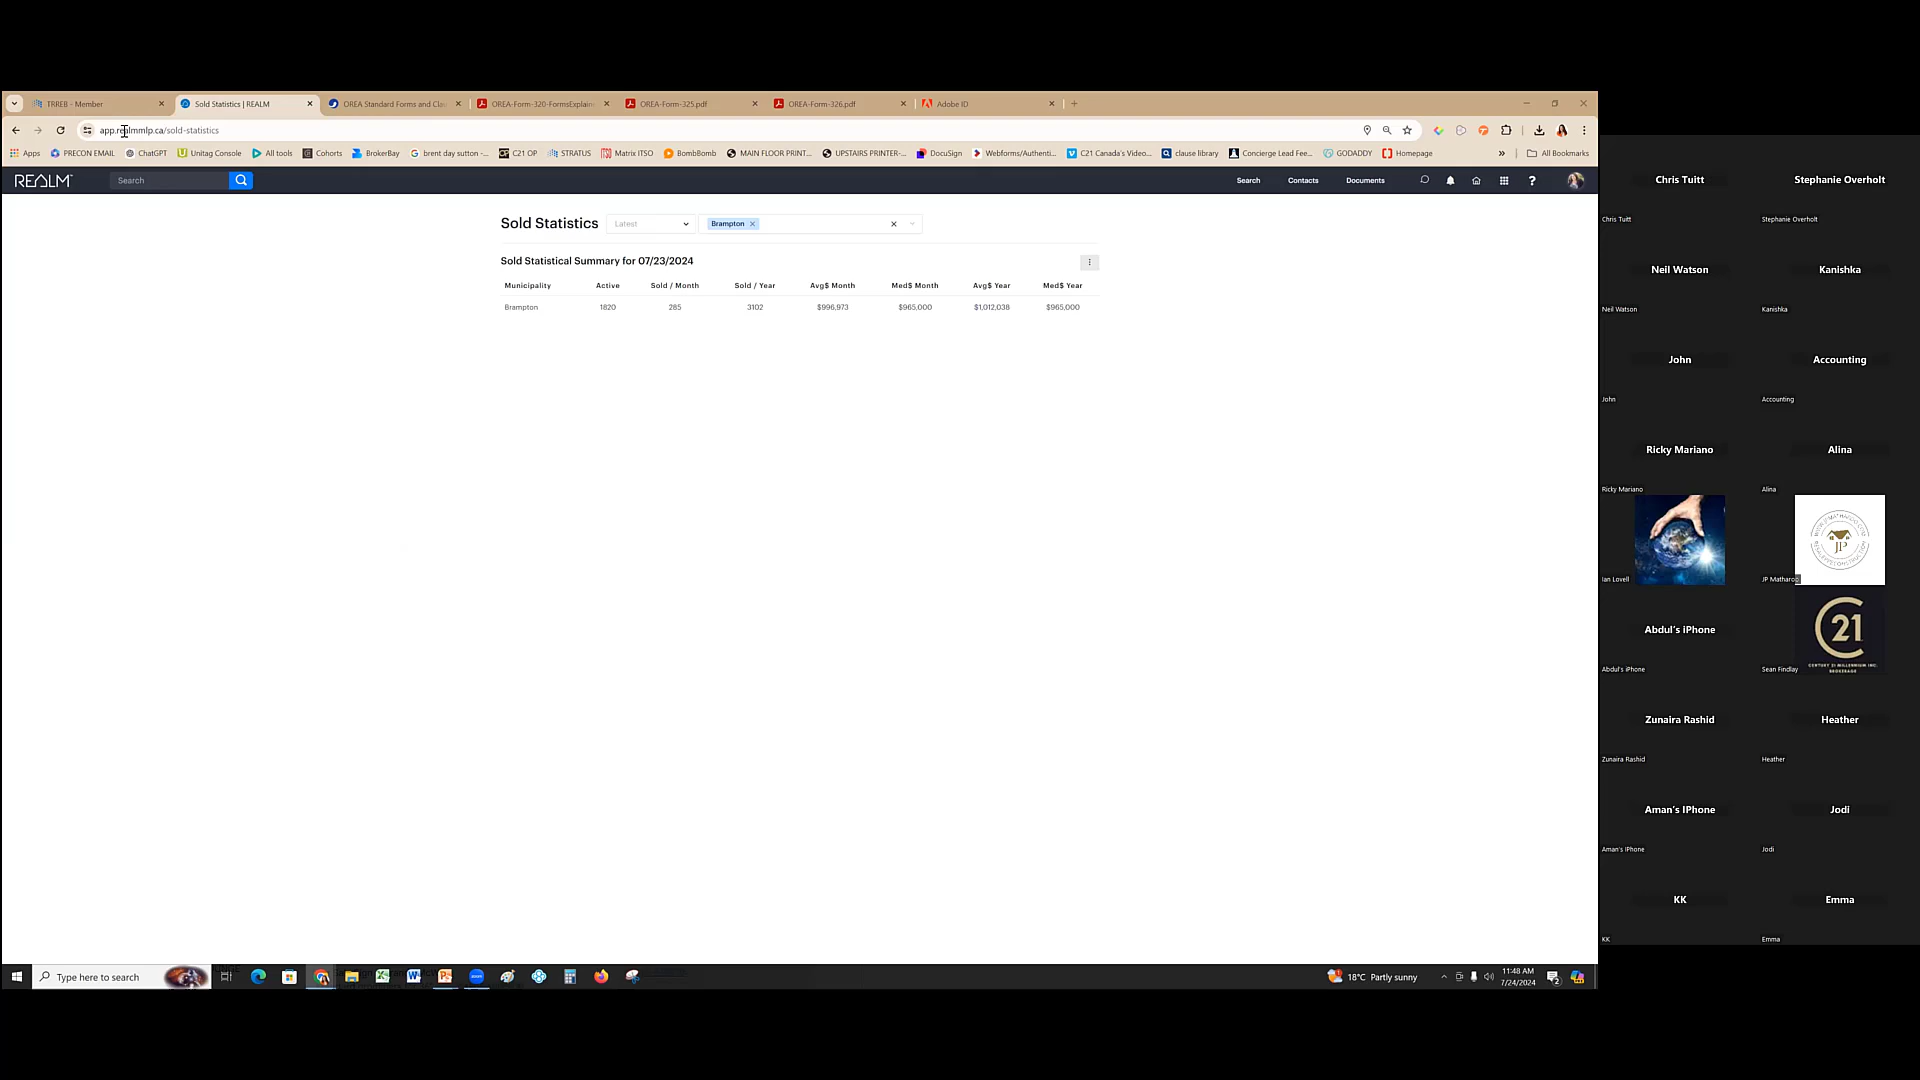 TRREB - Member
Sold Statistics | REALM
OREA Standard Forms and Cla
OREA-Form-320-FormsExplain
OREA-Form-325.pdf
OREA-Form-326.pdf
Adobe ID
app.realmmlp.ca/sold-statistics
Apps
PRECON EMAIL
ChatGPT
Unitag Console
All tools
Cohorts
BrokerBay
brent day sutton -...
C21 OP
STRATUS
Matrix ITSO
BombBomb
MAIN FLOOR PRINT...
UPSTAIRS PRINTER-...
DocuSign
Webforms/Authenti...
C21 Canada's Video...
clause library
Concierge Lead Fee...
GODADDY
Homepage
All Bookmarks
REALM
Search
Search
Contacts
Documents
Sold Statistics
Latest
Brampton
Sold Statistical Summary for 07/23/2024
Municipality Active Sold / Month Sold / Year Avg$ Month Med$ Month Avg$ Year Med$ Year
Brampton 1820 285 3102 $996,973 $965,000 $1,012,038 $965,000
Type here to search
18°C Partly sunny
11:48 AM
7/24/2024
Chris Tuitt
Stephanie Overholt
Chris Tuitt
Stephanie Overholt
Neil Watson
Kanishka
Neil Watson
Kanishka
John
Accounting
John
Accounting
Ricky Mariano
Alina
Ricky Mariano
Alina
JP
Ian Lovell
JP Matharoo
Abdul's iPhone
C21
CENTURY 21 MILLENNIUM INC.
BROKERAGE
Abdul's iPhone
Sean Findlay
Zunaira Rashid
Heather
Zunaira Rashid
Heather
Aman's IPhone
Jodi
Aman's IPhone
Jodi
KK
Emma
KK
Emma